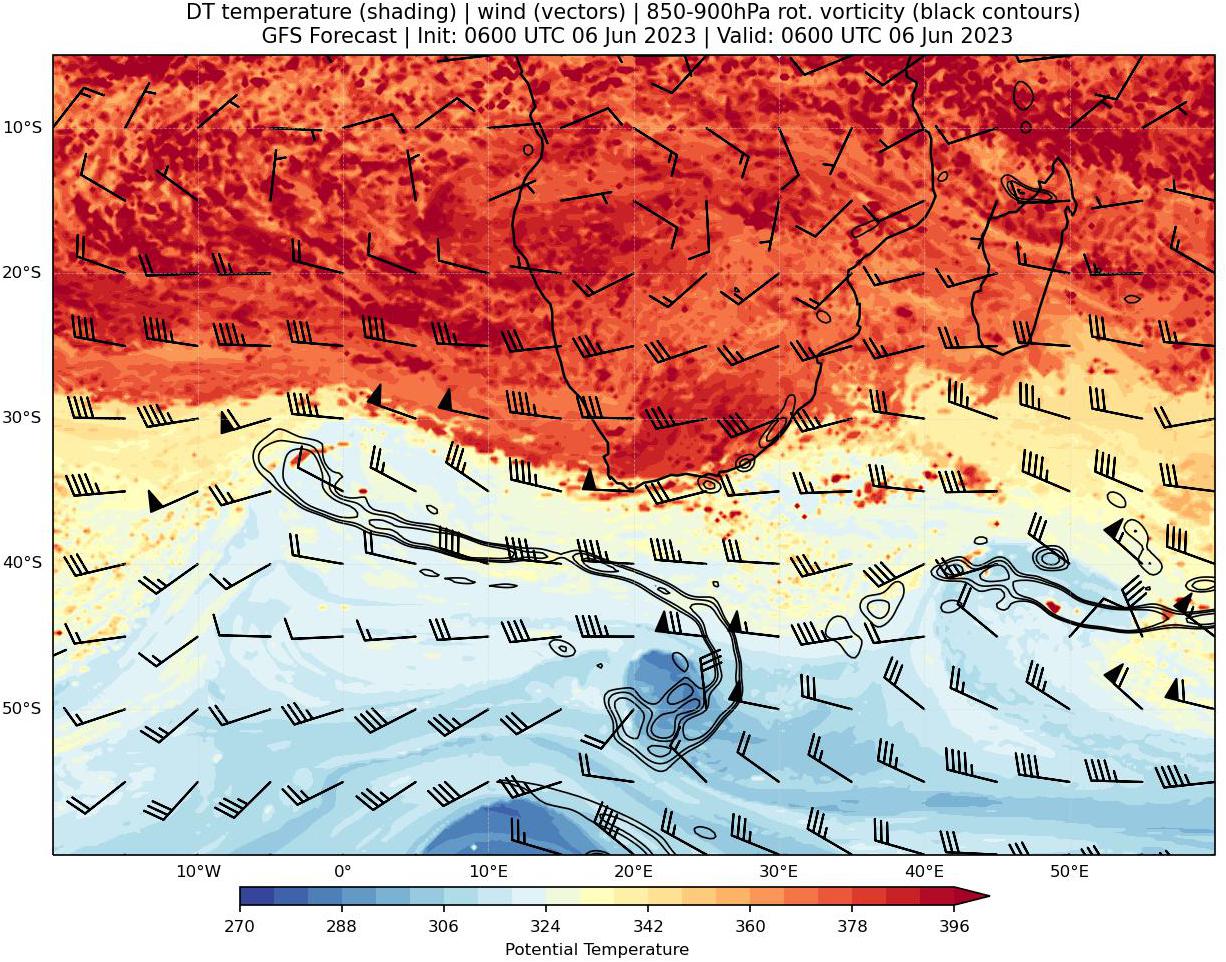 DT temperature (shading) | wind (vectors) | 850-900hPa rot. vorticity (black contours)
GFS Forecast | Init: 0600 UTC 06 Jun 2023 | Valid: 0600 UTC 06 Jun 2023
10°S
20°S
30°S
40°S
50°S
10°W 0° 10°E 20°E 30°E 40°E 50°E
270 288 306 324 342 360 378 396
Potential Temperature